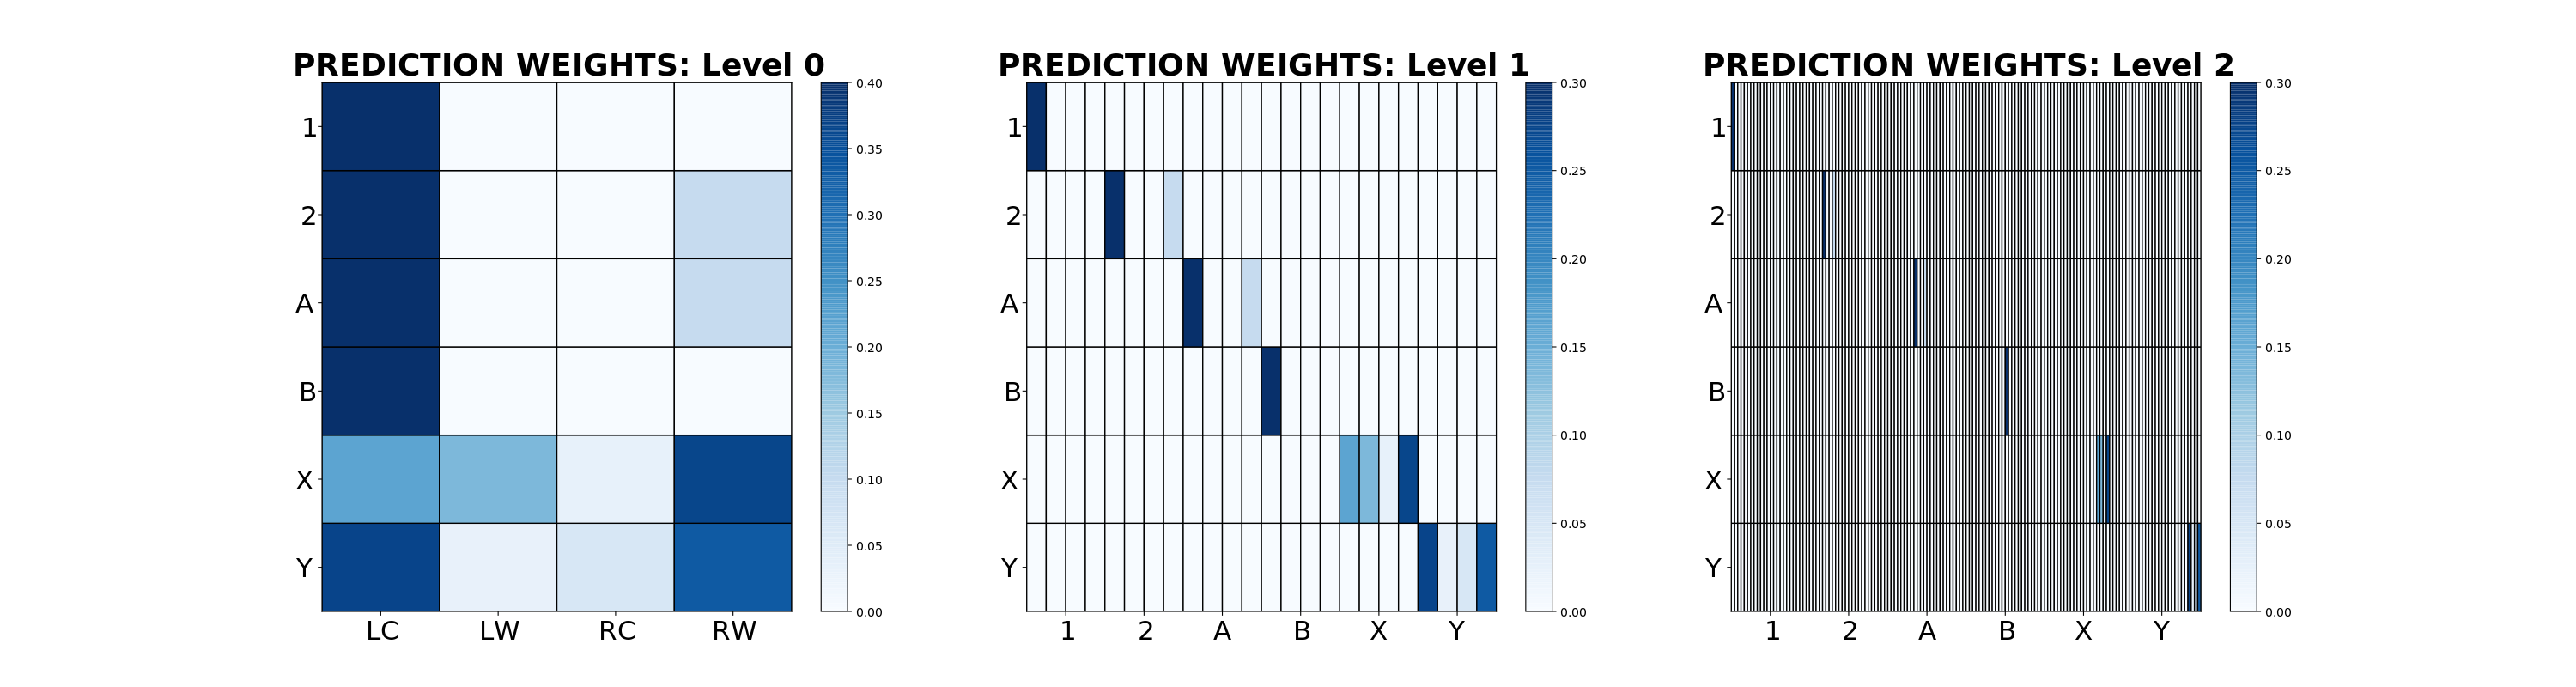 PREDICTION WEIGHTS: Level 0
1
2
A
B
X
Y
LC LW RC RW
0.40
0.35
0.30
0.25
0.20
0.15
0.10
0.05
0.00
PREDICTION WEIGHTS: Level 1
1
2
A
B
X
Y
1 2 A B X Y
0.30
0.25
0.20
0.15
0.10
0.05
0.00
PREDICTION WEIGHTS: Level 2
1
2
A
B
X
Y
1 2 A B X Y
0.30
0.25
0.20
0.15
0.10
0.05
0.00